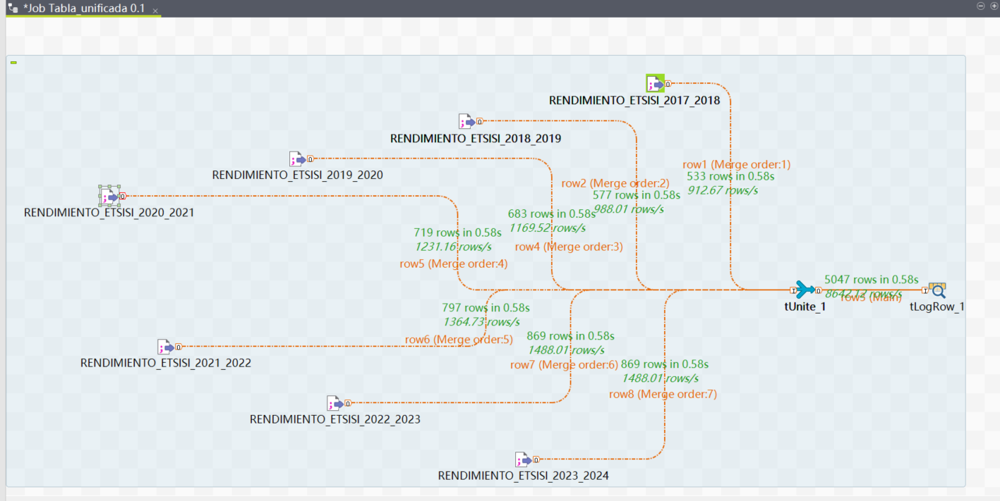 *Job Tabla_unificada 0.1
RENDIMIENTO_ETSISI_2017_2018
RENDIMIENTO_ETSISI_2018_2019
RENDIMIENTO_ETSISI_2019_2020
RENDIMIENTO_ETSISI_2020_2021
row1 (Merge order:1)
533 rows in 0.58s
912.67 rows/s
row2 (Merge order:2)
577 rows in 0.58s
988.01 rows/s
683 rows in 0.58s
1169.52 rows/s
row4 (Merge order:3)
719 rows in 0.58s
1231.16 rows/s
row5 (Merge order:4)
5047 rows in 0.58s
8642.12 rows/s
row3 (Main)
tUnite_1
tLogRow_1
797 rows in 0.58s
1364.73 rows/s
row6 (Merge order:5)
869 rows in 0.58s
1488.01 rows/s
row7 (Merge order:6)
869 rows in 0.58s
1488.01 rows/s
row8 (Merge order:7)
RENDIMIENTO_ETSISI_2021_2022
RENDIMIENTO_ETSISI_2022_2023
RENDIMIENTO_ETSISI_2023_2024